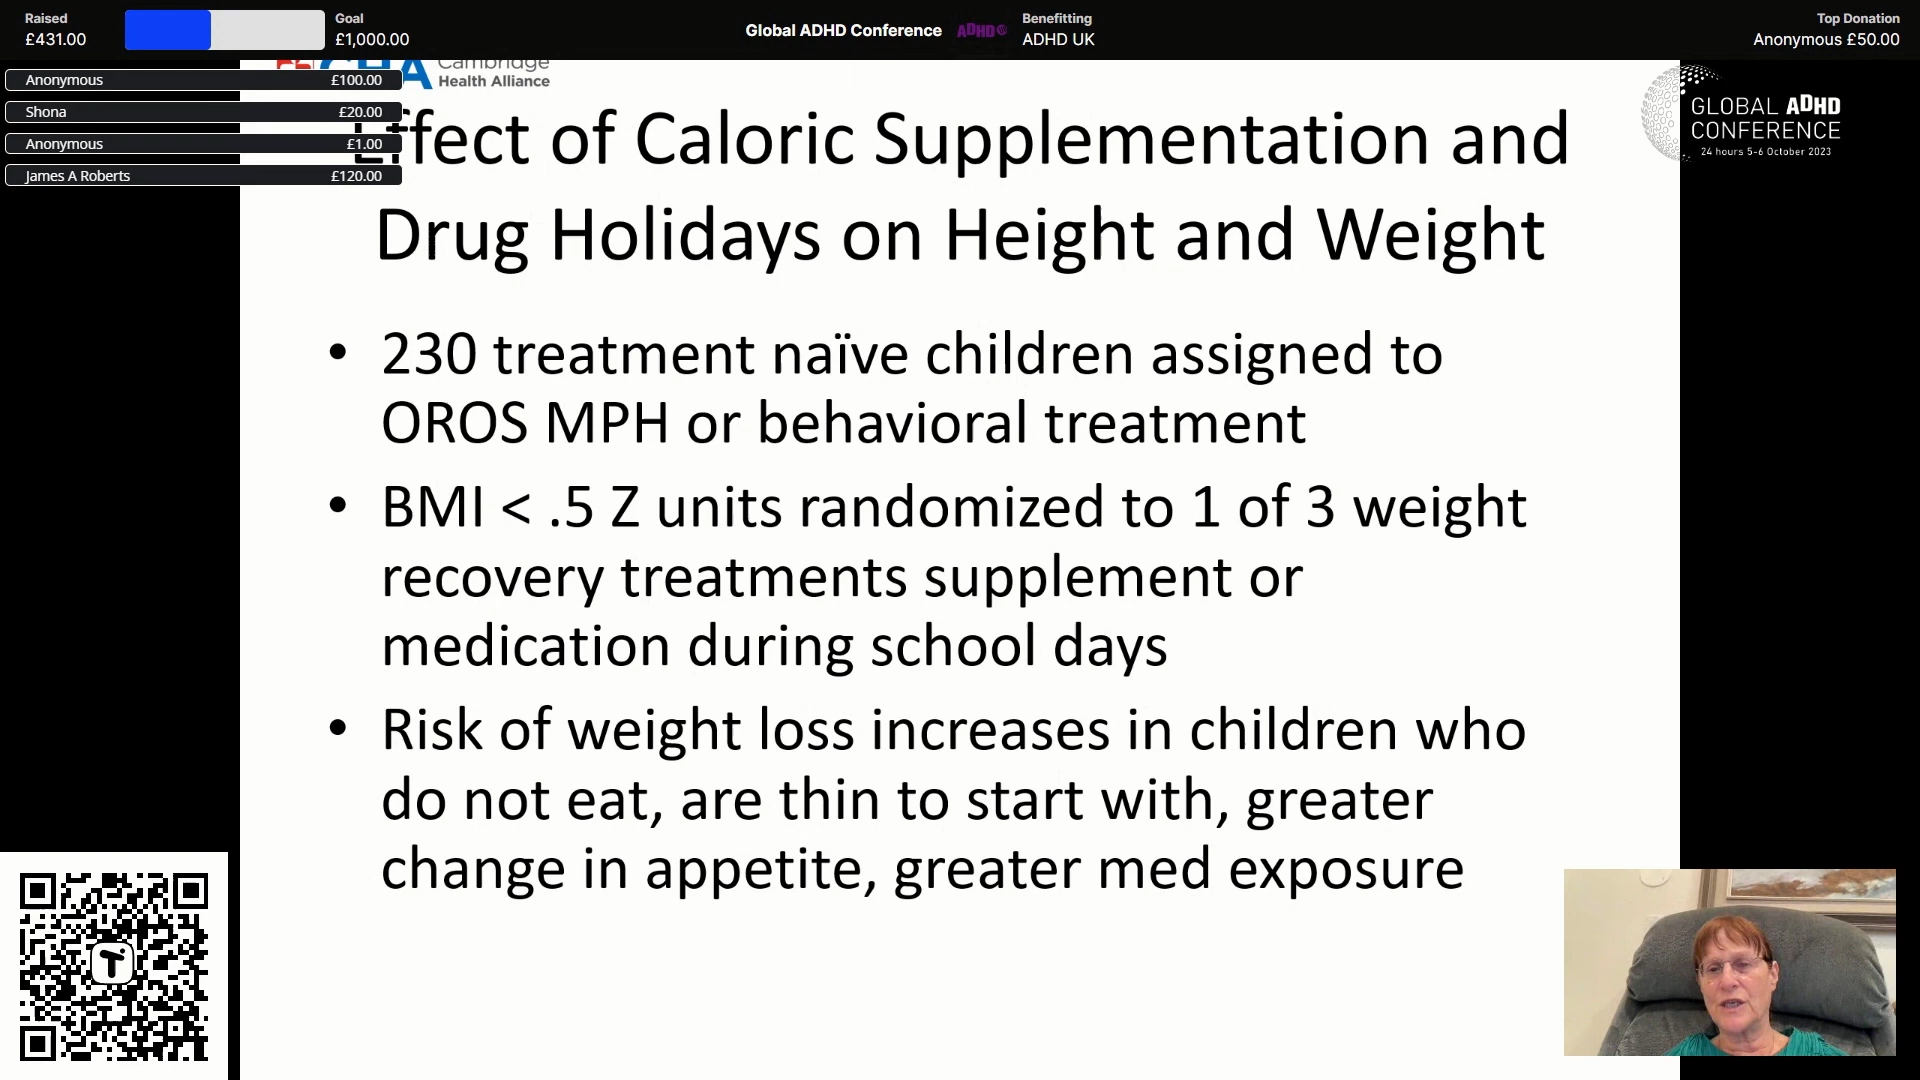 Raised
£431.00
Goal
£1,000.00
Global ADHD Conference
ADHD
Benefitting
ADHD UK
Top Donation
Anonymous £50.00
Anonymous £100.00
Shona £20.00
Anonymous £1.00
James A Roberts £120.00
CHA Cambridge
Health Alliance
GLOBAL ADHD
CONFERENCE
24 hours 5-6 October 2023
Effect of Caloric Supplementation and
Drug Holidays on Height and Weight
• 230 treatment naïve children assigned to
OROS MPH or behavioral treatment
• BMI < .5 Z units randomized to 1 of 3 weight
recovery treatments supplement or
medication during school days
• Risk of weight loss increases in children who
do not eat, are thin to start with, greater
change in appetite, greater med exposure
T